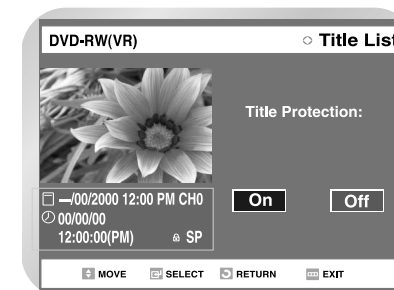 DVD-RW(VR) Title List
Title Protection:
—/00/2000 12:00 PM CH0
00/00/00
12:00:00(PM) SP
On Off
MOVE SELECT RETURN EXIT